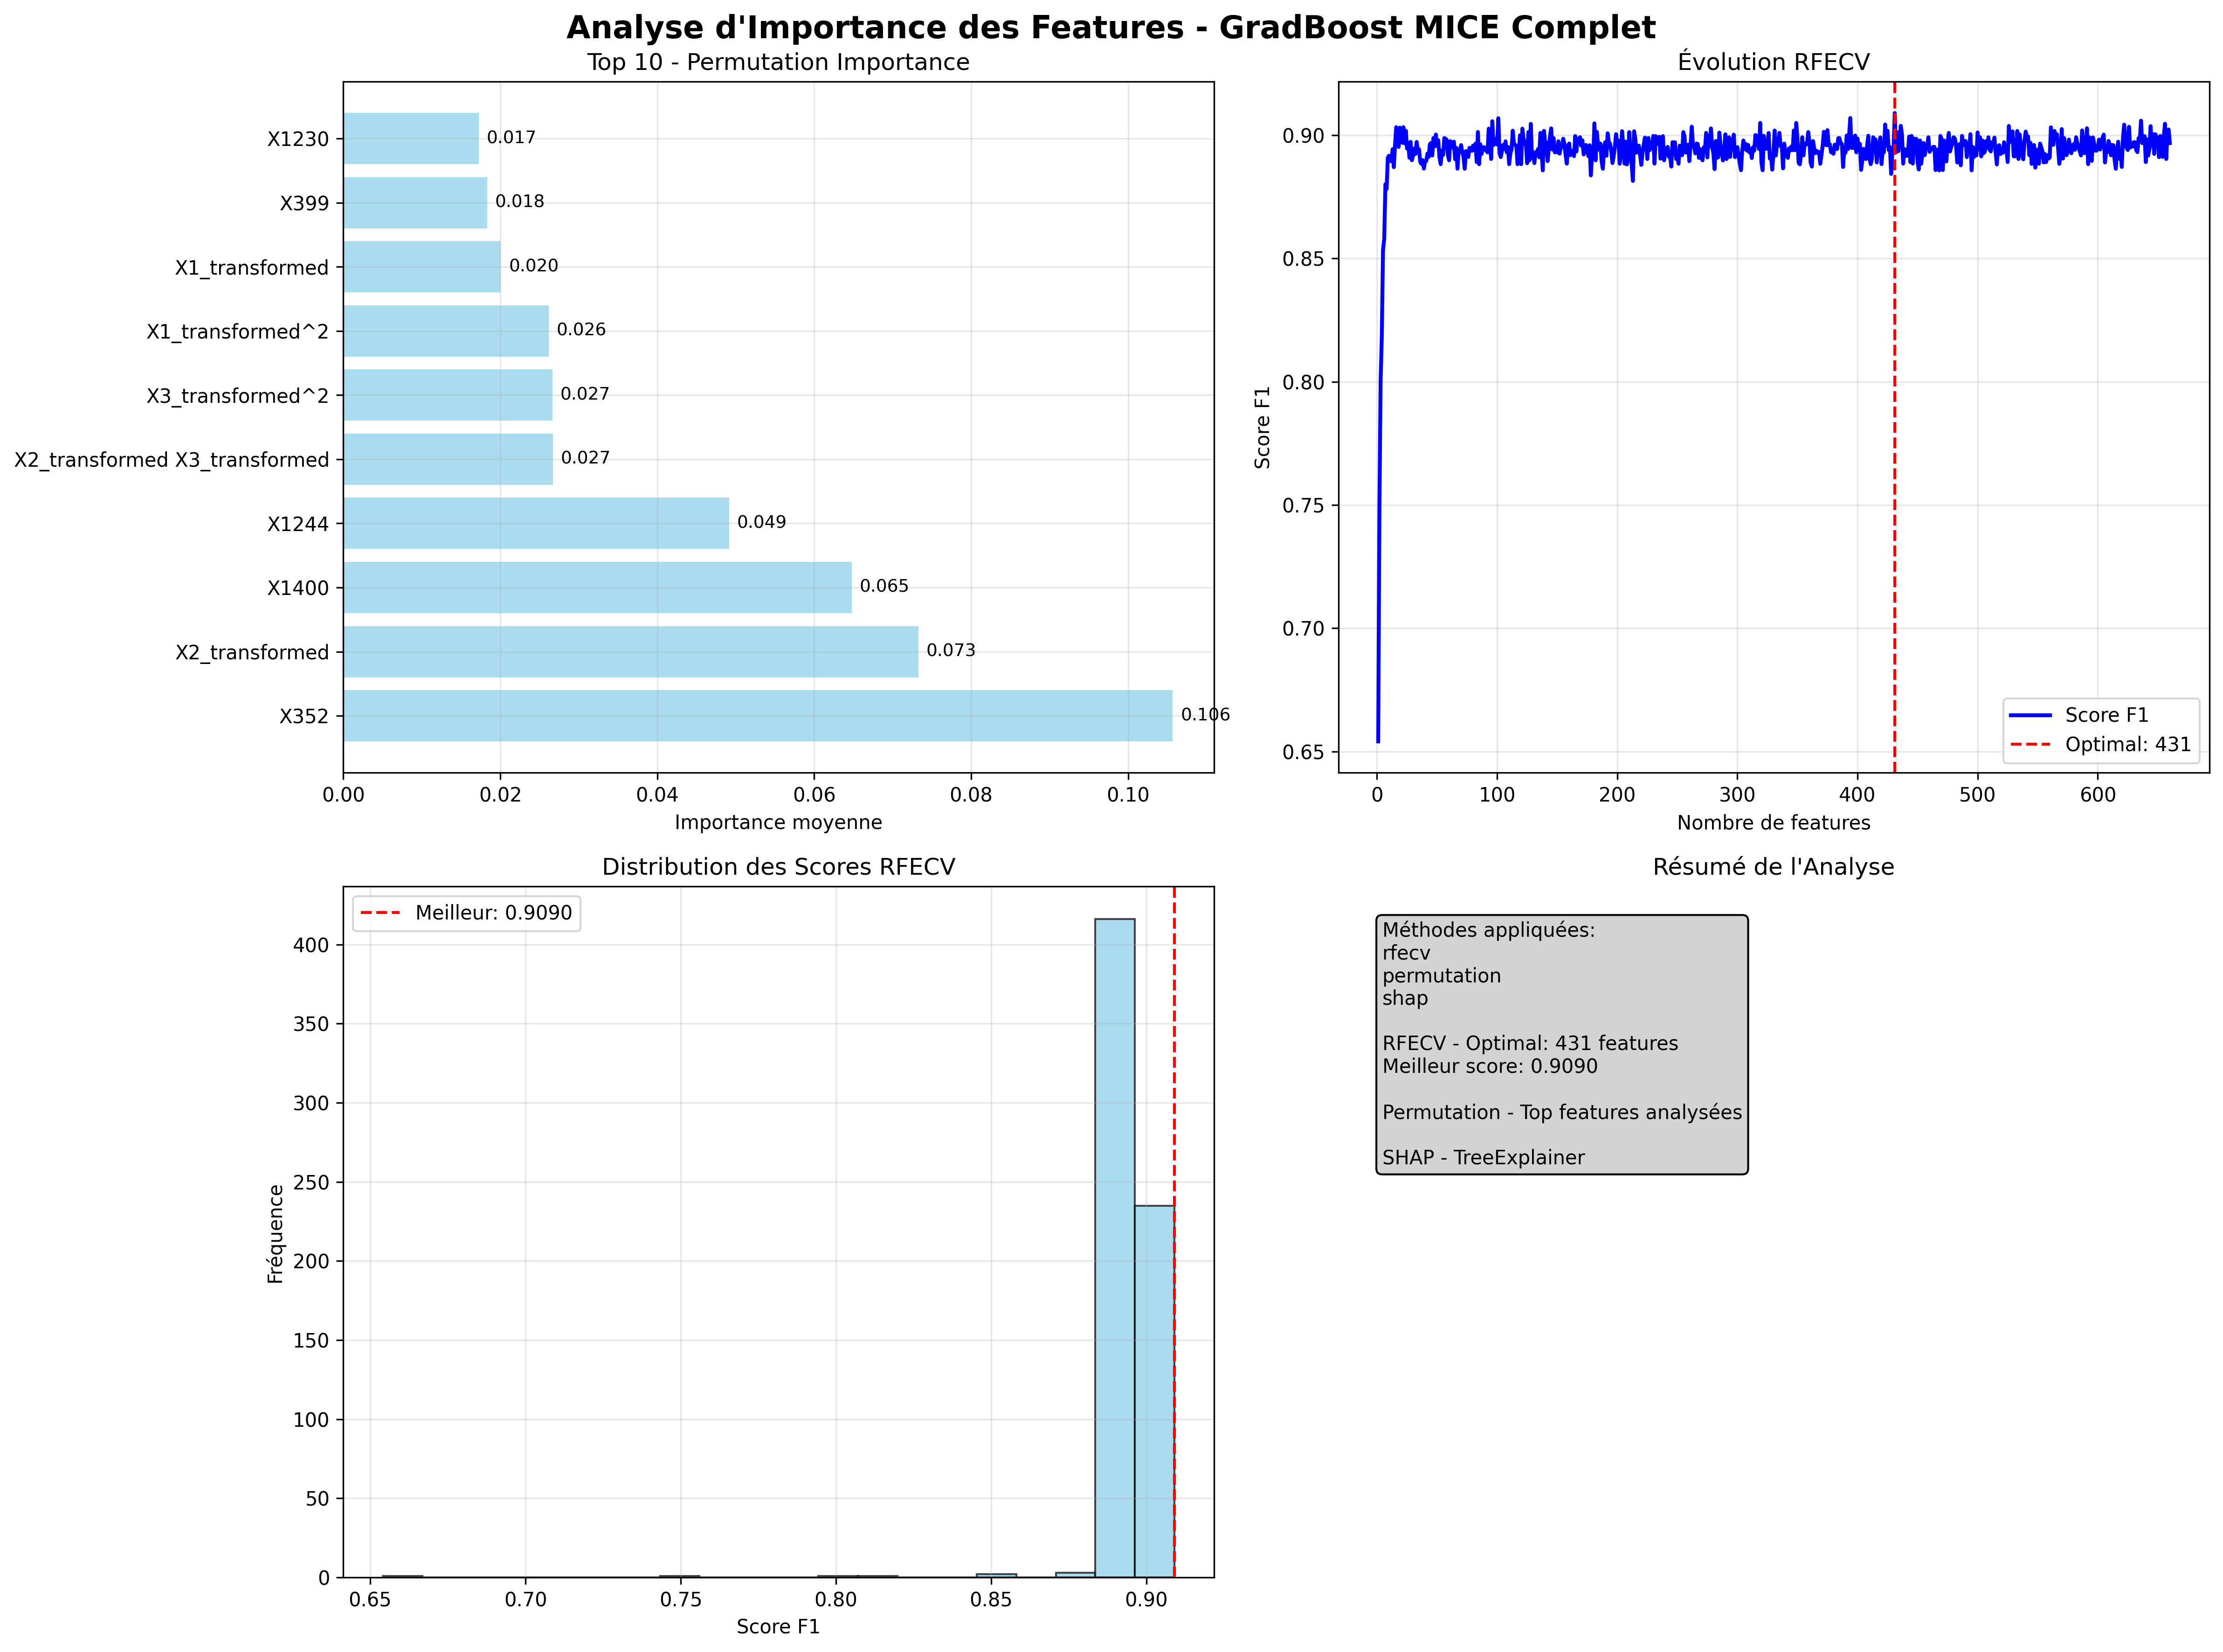 Analyse d'Importance des Features - GradBoost MICE Complet
Top 10 - Permutation Importance
X1230
0.017
X399
0.018
X1_transformed
0.020
X1_transformed^2
0.026
X3_transformed^2
0.027
X2_transformed X3_transformed
0.027
X1244
0.049
X1400
0.065
X2_transformed
0.073
X352
0.106
0.00 0.02 0.04 0.06 0.08 0.10
Importance moyenne
Évolution RFECV
0.90
0.85
0.80
0.75
0.70
0.65
Score F1
Score F1
Optimal: 431
0 100 200 300 400 500 600
Nombre de features
Distribution des Scores RFECV
Meilleur: 0.9090
400
350
300
250
200
150
100
50
0
Fréquence
0.65 0.70 0.75 0.80 0.85 0.90
Score F1
Résumé de l'Analyse
Méthodes appliquées:
rfecv
permutation
shap
RFECV - Optimal: 431 features
Meilleur score: 0.9090
Permutation - Top features analysées
SHAP - TreeExplainer